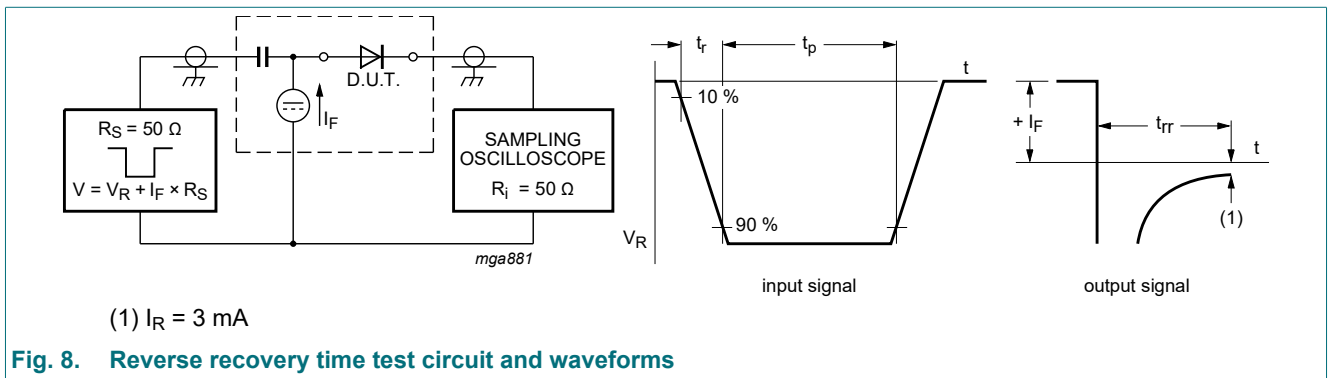 D.U.T.
I_F
R_S = 50 Ω
V = V_R + I_F × R_S
SAMPLING
OSCILLOSCOPE
R_i = 50 Ω
mga881
t_r
t_p
t
10 %
90 %
V_R
input signal
+ I_F
t_rr
t
(1)
output signal
(1) I_R = 3 mA
Fig. 8. Reverse recovery time test circuit and waveforms